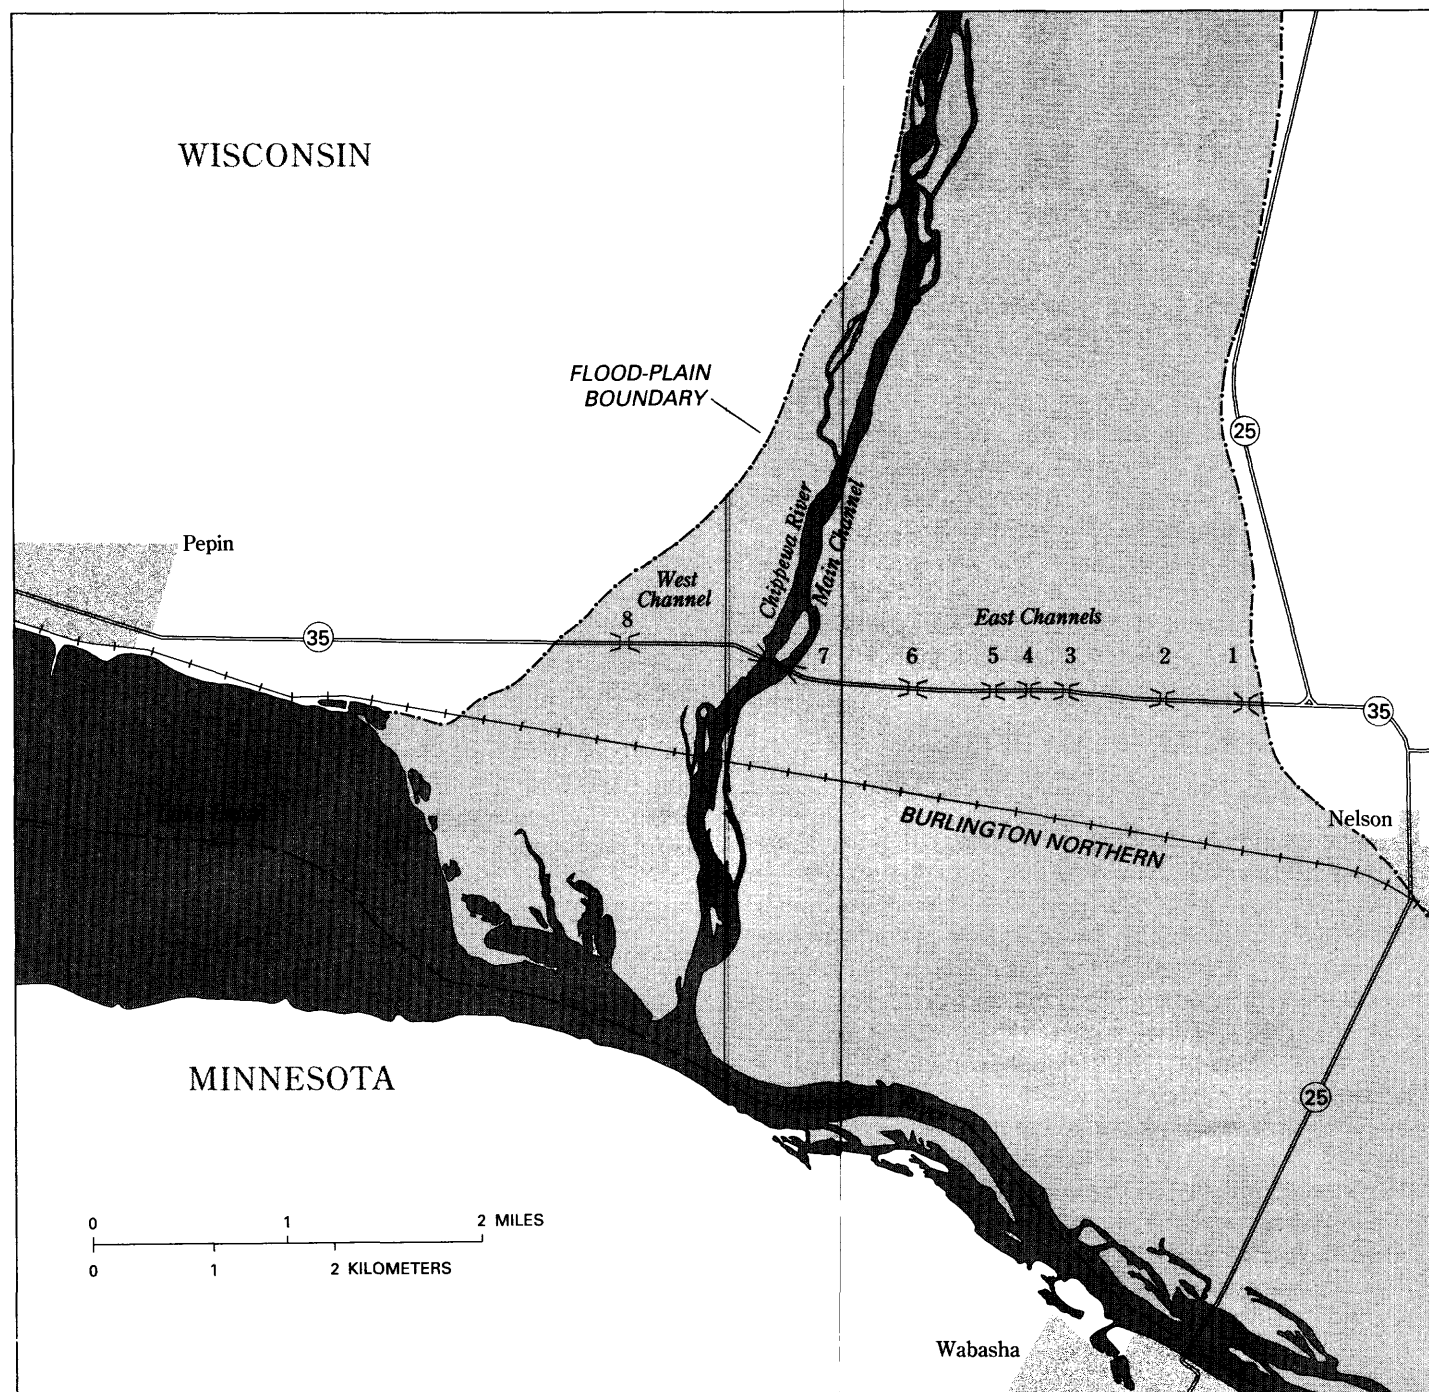 WISCONSIN
FLOOD-PLAIN
BOUNDARY
25
Pepin
West
Channel
8
Chippewa River
Main Channel
East Channels
35
7
6
5
4
3
2
1
35
BURLINGTON NORTHERN
Nelson
MINNESOTA
25
0
1
2 MILES
0
1
2 KILOMETERS
Wabasha